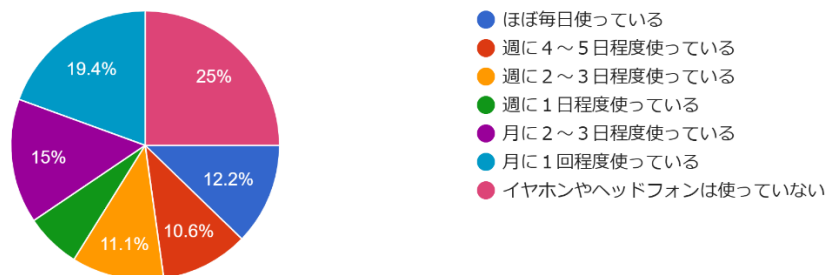 19.4%
25%
15%
12.2%
10.6%
11.1%
ほぼ毎日使っている
週に４～５日程度使っている
週に２～３日程度使っている
週に１日程度使っている
月に２～３日程度使っている
月に１回程度使っている
イヤホンやヘッドフォンは使っていない